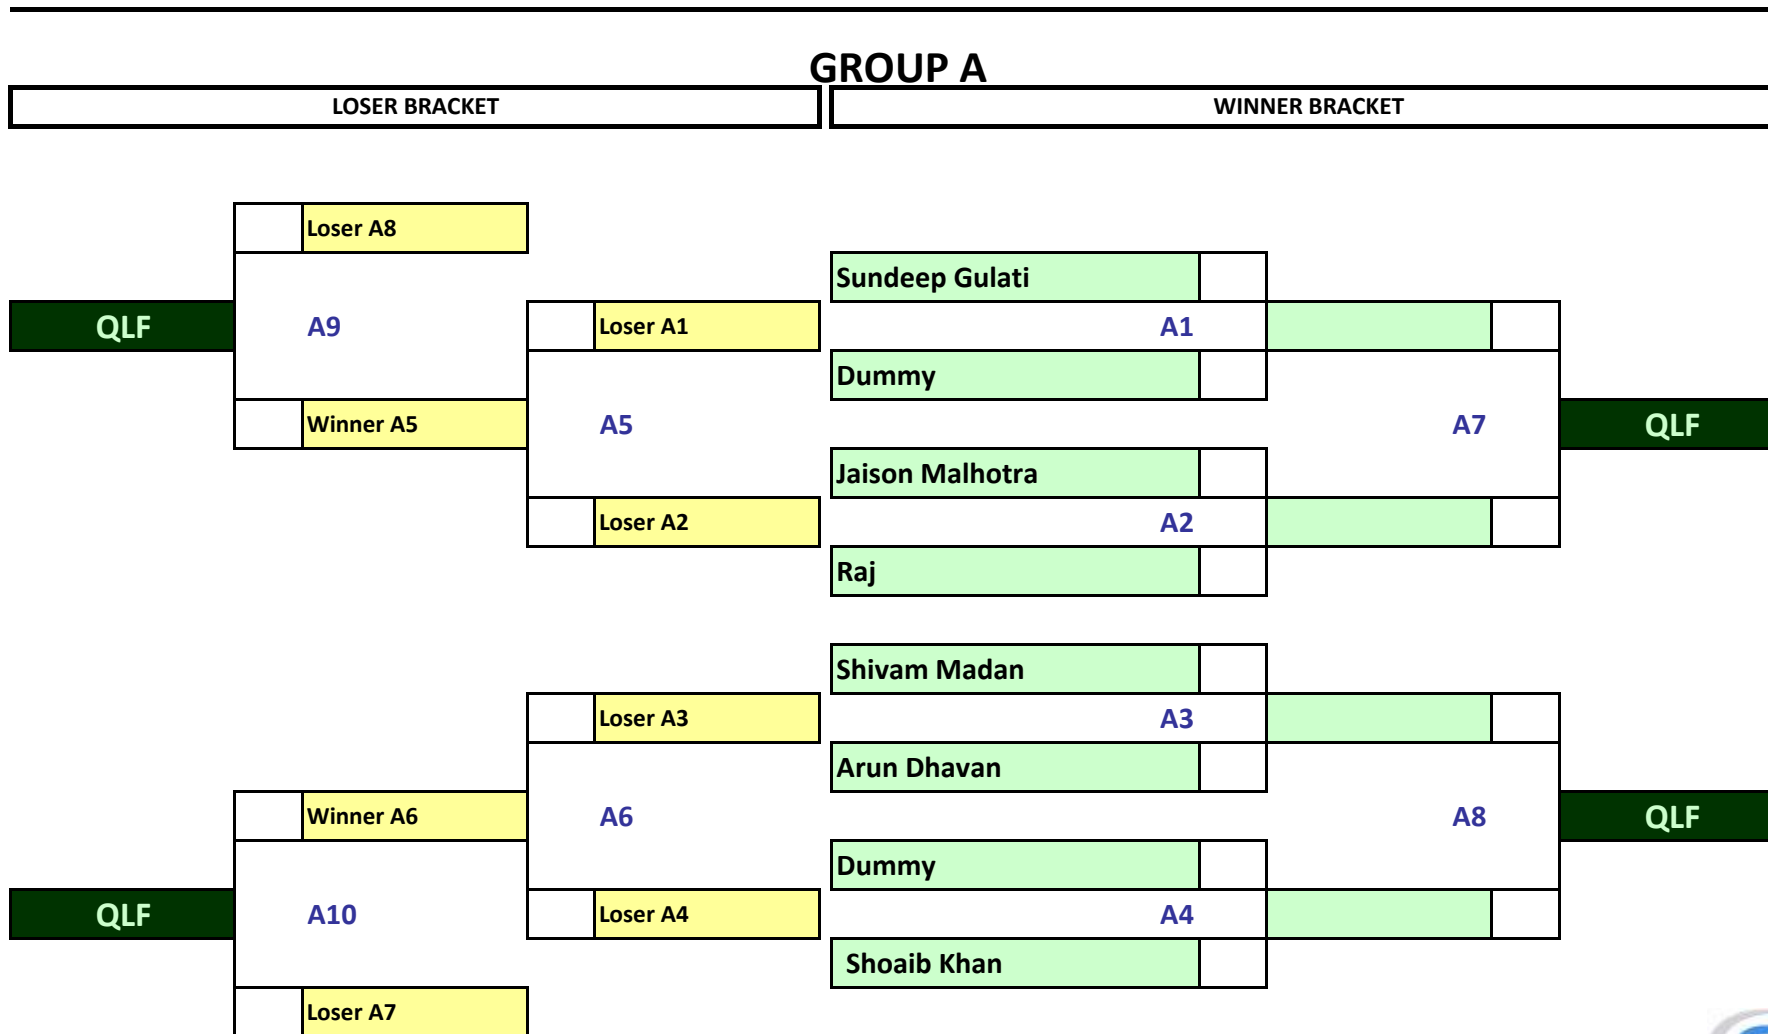 GROUP A
LOSER BRACKET WINNER BRACKET
Loser A8
Sundeep Gulati
QLF A9 Loser A1 A1
Dummy
Winner A5 A5 A7 QLF
Jaison Malhotra
Loser A2 A2
Raj
Shivam Madan
Loser A3 A3
Arun Dhavan
Winner A6 A6 A8 QLF
Dummy
QLF A10 Loser A4 A4
Shoaib Khan
Loser A7